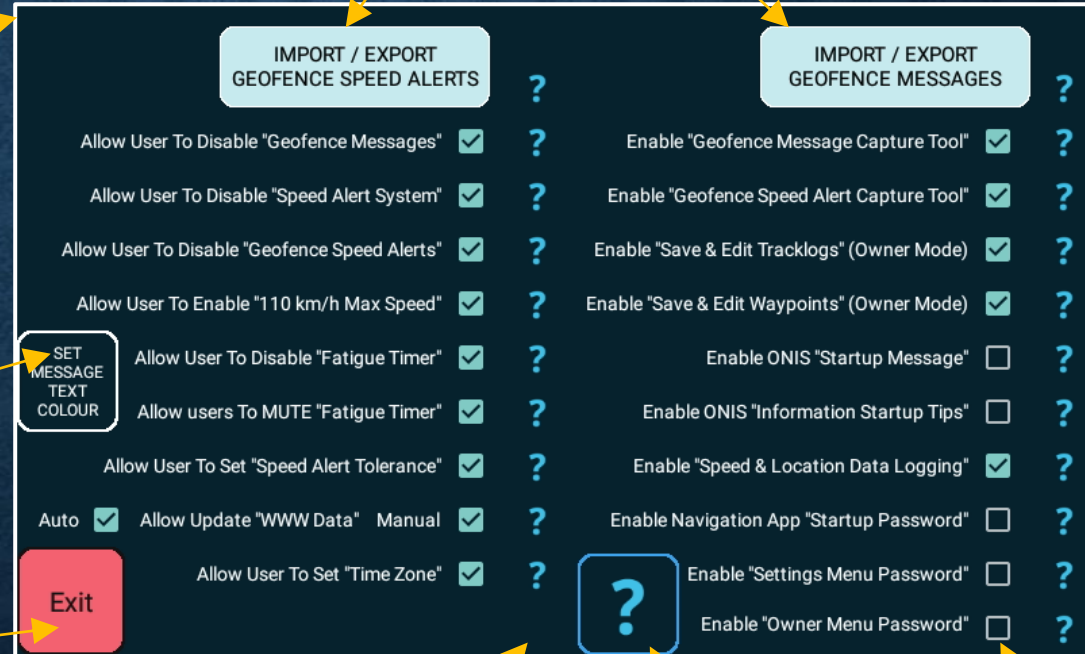 IMPORT / EXPORT
GEOFENCE SPEED ALERTS
?
Allow User To Disable "Geofence Messages"
?
Allow User To Disable "Speed Alert System"
?
Allow User To Disable "Geofence Speed Alerts"
?
Allow User To Enable "110 km/h Max Speed"
?
SET
MESSAGE
TEXT
COLOUR
Allow User To Disable "Fatigue Timer"
?
Allow users To MUTE "Fatigue Timer"
?
Allow User To Set "Speed Alert Tolerance"
?
Auto Allow Update "WWW Data" Manual
?
Allow User To Set "Time Zone"
?
Exit
IMPORT / EXPORT
GEOFENCE MESSAGES
?
Enable "Geofence Message Capture Tool"
?
Enable "Geofence Speed Alert Capture Tool"
?
Enable "Save & Edit Tracklogs" (Owner Mode)
?
Enable "Save & Edit Waypoints" (Owner Mode)
?
Enable ONIS "Startup Message"
?
Enable ONIS "Information Startup Tips"
?
Enable "Speed & Location Data Logging"
?
Enable Navigation App "Startup Password"
?
?
Enable "Settings Menu Password"
?
Enable "Owner Menu Password"
?